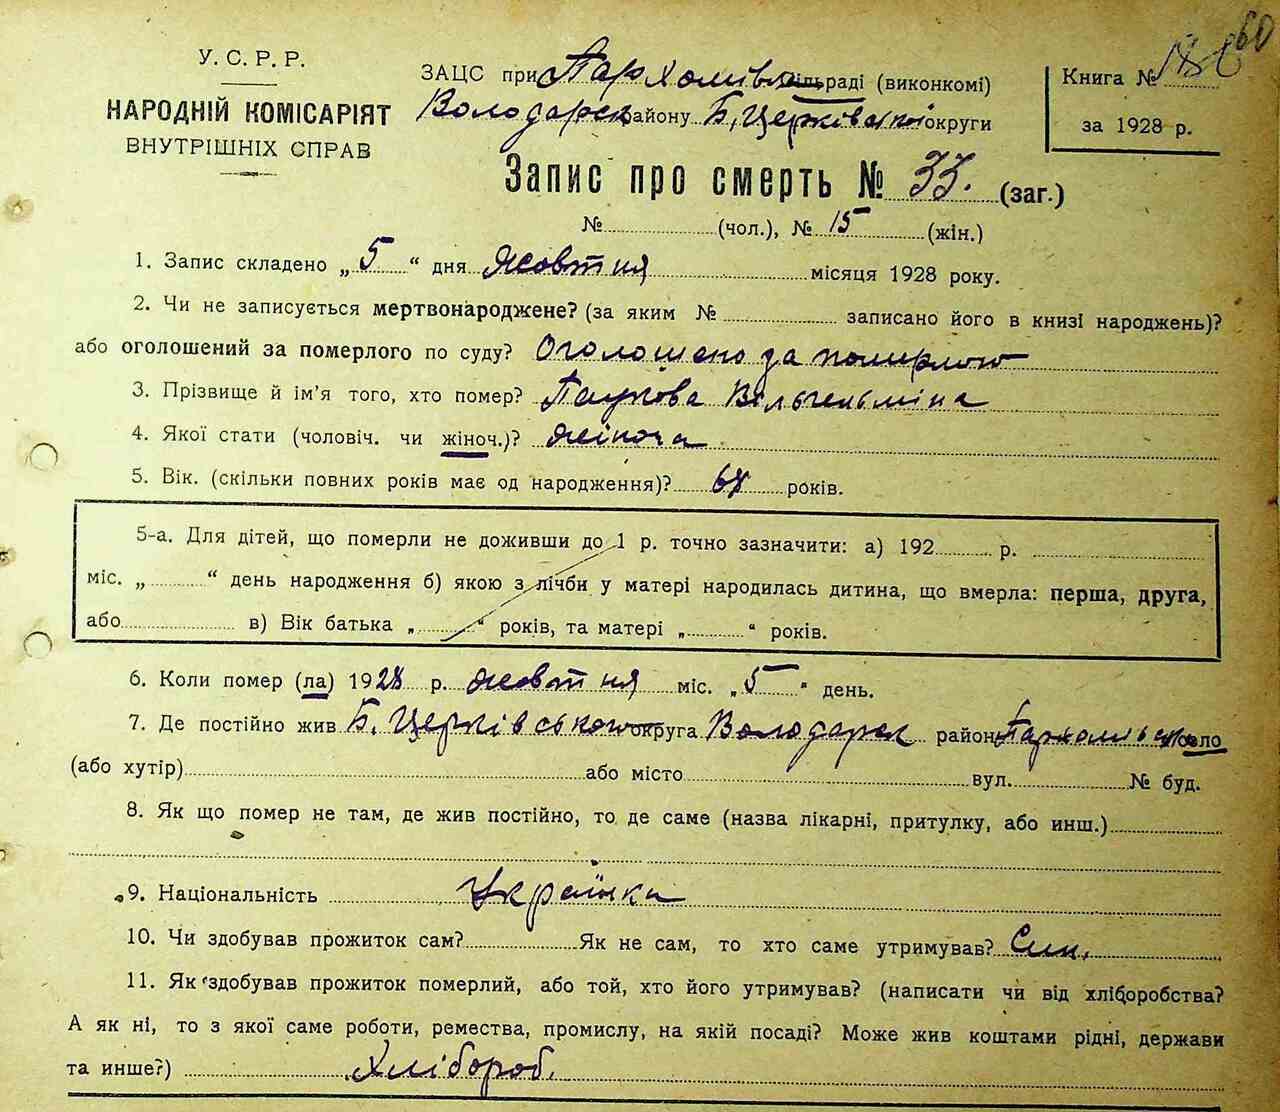 60
У. С. Р. Р.
НАРОДНІЙ КОМІСАРІЯТ
ВНУТРІШНІХ СПРАВ
ЗАЦС при Пархомівськ сільраді (виконкомі)
Володарськ району Б. Церківської округи
Книга №
за 1928 р.
Запис про смерть № 33. (заг.)
№ (чол.), № 15 (жін.)
1. Запис складено „ 5 “ дня Жовтня місяця 1928 року.
2. Чи не записується мертвонароджене? (за яким № записано його в книзі народжень)?
або оголошений за померлого по суду? Оголошено за померлого
3. Прізвище й ім'я того, хто помер? Вільгельміна
4. Якої стати (чоловіч. чи жіноч.)? жіноча
5. Вік. (скільки повних років має од народження)? 68 років.
5-а. Для дітей, що померли не доживши до 1 р. точно зазначити: а) 192 р.
міс. „ “ день народження б) якою з лічби у матері народилась дитина, що вмерла: перша, друга,
або в) Вік батька „ “ років, та матері „ “ років.
6. Коли помер (ла) 1928 р. жовтня міс. „ 5 “ день.
7. Де постійно жив Б. Церківського округа Володарськ район Пархомівка село
(або хутір) або місто вул. № буд.
8. Як що помер не там, де жив постійно, то де саме (назва лікарні, притулку, або инш.)
9. Національність Українка
10. Чи здобував прожиток сам? Як не сам, то хто саме утримував? Син.
11. Як здобував прожиток померлий, або той, хто його утримував? (написати чи від хліборобства?
А як ні, то з якої саме роботи, ремества, промислу, на якій посаді? Може жив коштами рідні, держави
та инше?) Хлібороб.